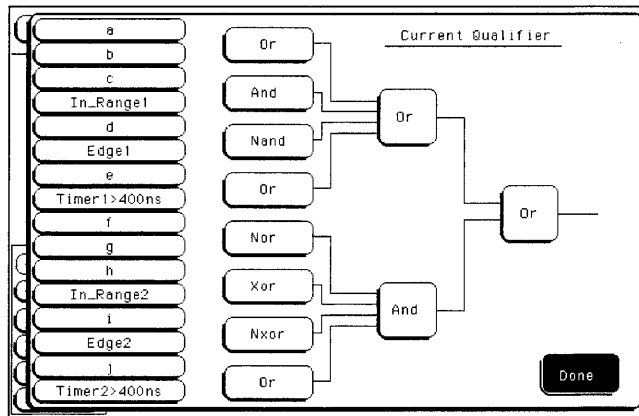 Current Qualifier
a
b
c
In_Range1
d
Edge1
e
Timer1>400ns
f
g
h
In_Range2
i
Edge2
j
Timer2>400ns
Or
And
Nand
Or
Nor
Xor
Nxor
Or
Or
And
Or
Done